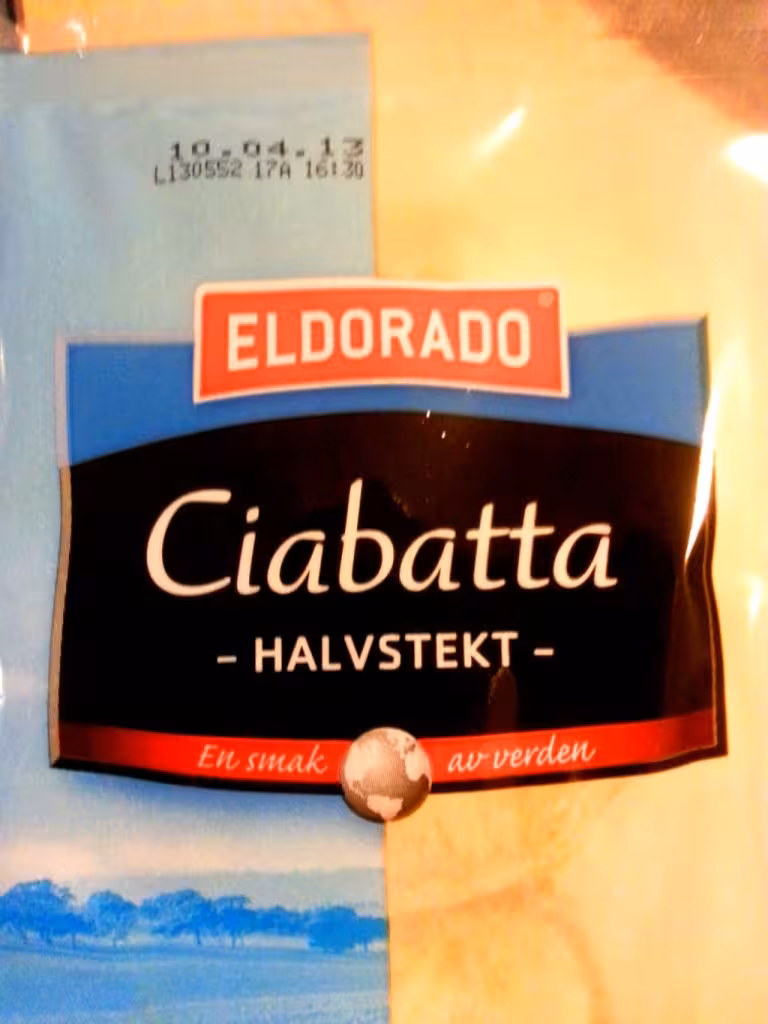 10.04.13
L130552 17A 16:30
ELDORADO
Ciabatta
- HALVSTEKT -
En smak av verden